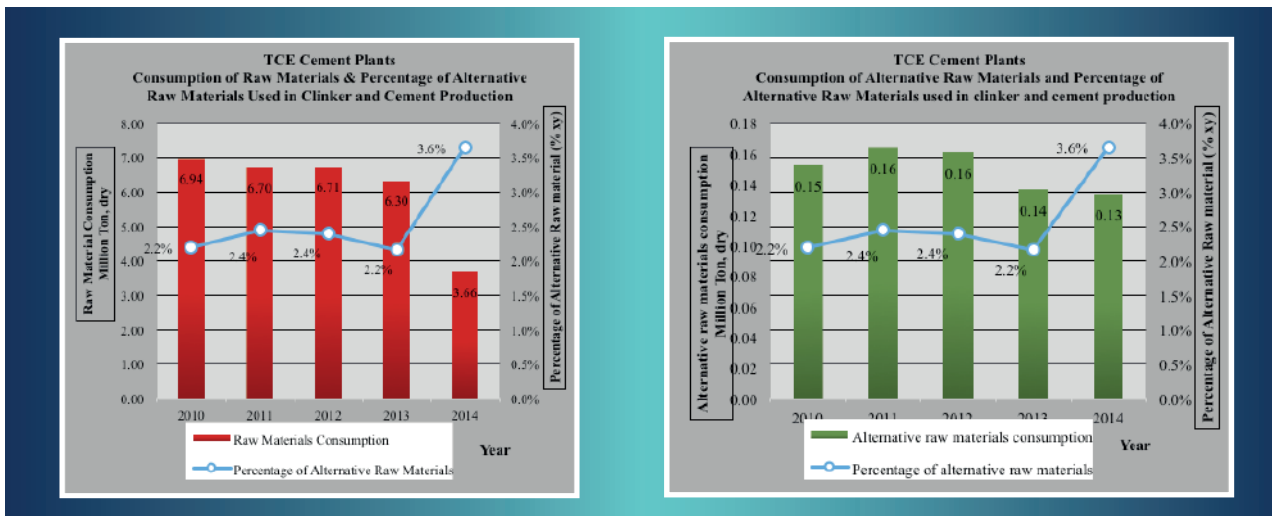 TCE Cement Plants
Consumption of Raw Materials & Percentage of Alternative
Raw Materials Used in Clinker and Cement Production
Raw Material Consumption
Million Ton, dry
8.00
7.00
6.00
5.00
4.00
3.00
2.00
1.00
0.00
6.94
6.70
6.71
6.30
3.66
2.2%
2.4%
2.4%
2.2%
3.6%
4.0%
3.5%
3.0%
2.5%
2.0%
1.5%
1.0%
0.5%
0.0%
Percentage of Alternative Raw material (% xy)
2010 2011 2012 2013 2014
Year
Raw Materials Consumption
Percentage of Alternative Raw Materials
TCE Cement Plants
Consumption of Alternative Raw Materials and Percentage of
Alternative Raw Materials used in clinker and cement production
Alternative raw materials consumption
Million Ton, dry
0.18
0.16
0.14
0.12
0.10
0.08
0.06
0.04
0.02
0.00
0.15
0.16
0.16
0.14
0.13
2.2%
2.4%
2.4%
2.2%
3.6%
4.0%
3.5%
3.0%
2.5%
2.0%
1.5%
1.0%
0.5%
0.0%
Percentage of Alternative Raw material (% xy)
2010 2011 2012 2013 2014
Year
Alternative raw materials consumption
Percentage of alternative raw materials